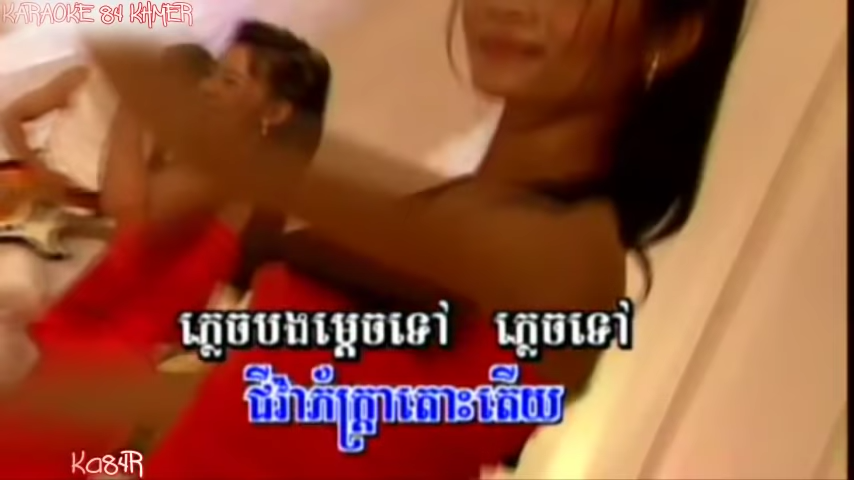 KARAOKE 84 KHMER
ភ្លេចបងម្ដេចទៅ ភ្លេចទៅ
ជីវ៉ាភ័ក្ត្រាតោះតើយ
Ka84R